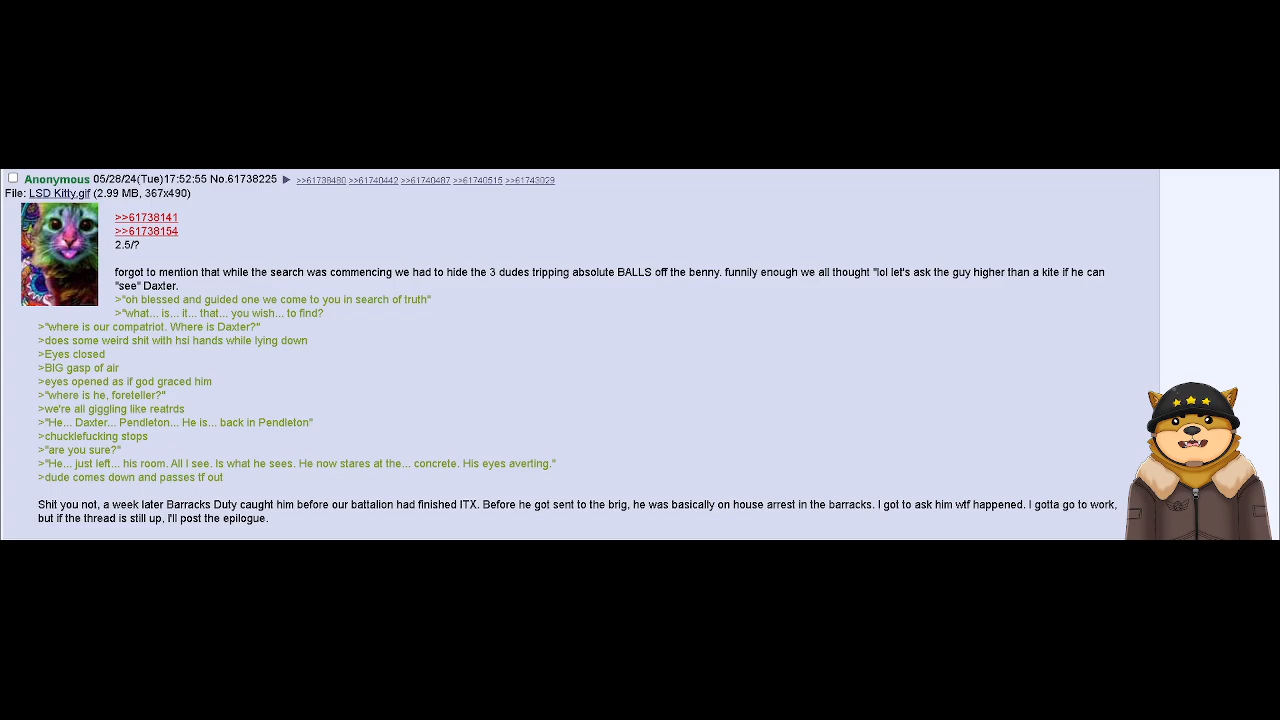 Anonymous 05/28/24(Tue)17:52:55 No.61738225 ▶ >>61738480 >>61740442 >>61740487 >>61740515 >>61743029
File: LSD Kitty.gif (2.99 MB, 367x490)
>>61738141
>>61738154
2.5/?
forgot to mention that while the search was commencing we had to hide the 3 dudes tripping absolute BALLS off the benny. funnily enough we all thought "lol let's ask the guy higher than a kite if he can
"see" Daxter.
>"oh blessed and guided one we come to you in search of truth"
>"what... is... it... that... you wish... to find?
>"where is our compatriot. Where is Daxter?"
>does some weird shit with hsi hands while lying down
>Eyes closed
>BIG gasp of air
>eyes opened as if god graced him
>"where is he, foreteller?"
>we're all giggling like reatrds
>"He... Daxter... Pendleton... He is... back in Pendleton"
>chucklefucking stops
>"are you sure?"
>"He... just left... his room. All I see. Is what he sees. He now stares at the... concrete. His eyes averting."
>dude comes down and passes tf out
Shit you not, a week later Barracks Duty caught him before our battalion had finished ITX. Before he got sent to the brig, he was basically on house arrest in the barracks. I got to ask him wtf happened. I gotta go to work,
but if the thread is still up, I'll post the epilogue.